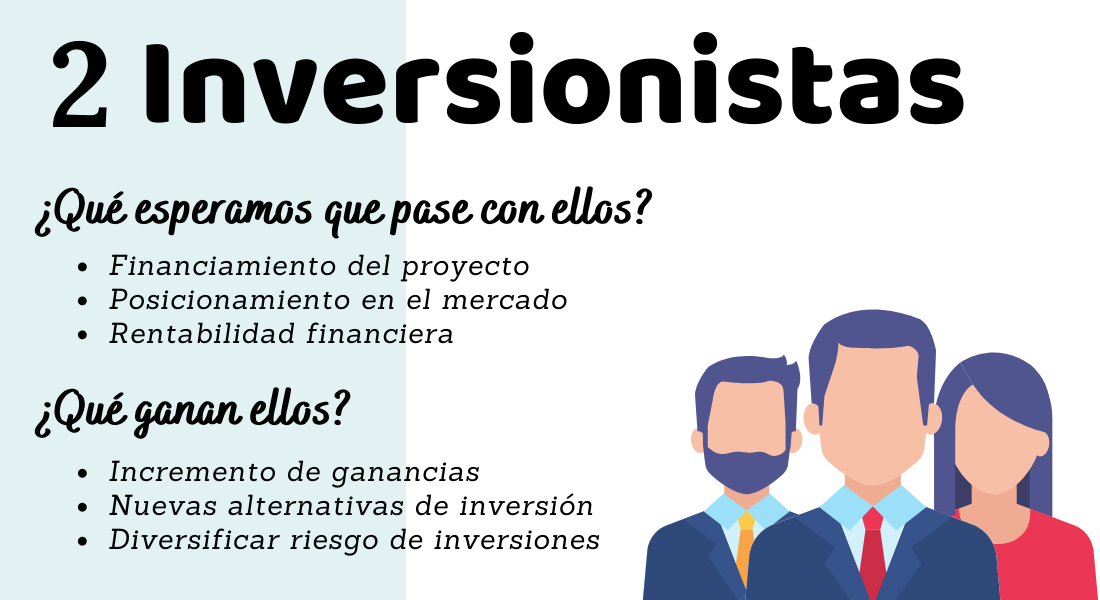 2 Inversionistas
¿Qué esperamos que pase con ellos?
• Financiamiento del proyecto
• Posicionamiento en el mercado
• Rentabilidad financiera
¿Qué ganan ellos?
• Incremento de ganancias
• Nuevas alternativas de inversión
• Diversificar riesgo de inversiones